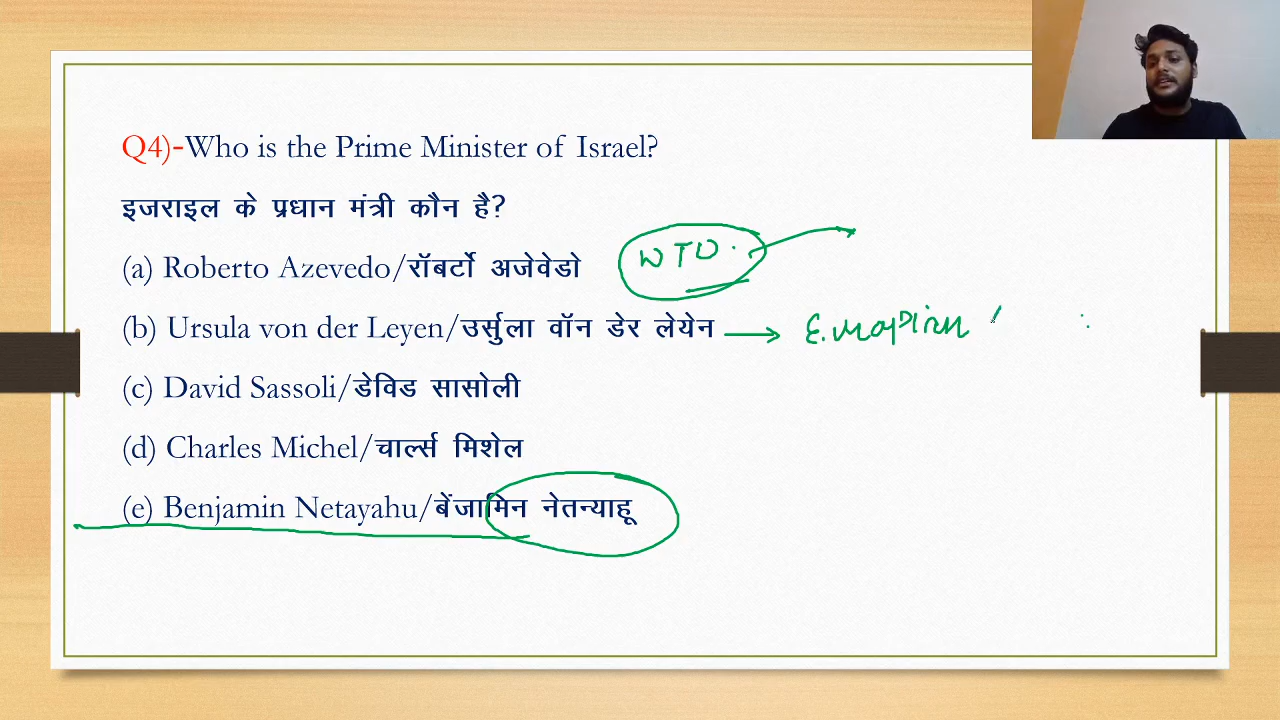 Q4)-Who is the Prime Minister of Israel?
इजराइल के प्रधान मंत्री कौन है?
(a) Roberto Azevedo/रॉबर्टो अजेवेडो WTO.
(b) Ursula von der Leyen/उर्सुला वॉन डेर लेयेन →
(c) David Sassoli/डेविड सासोली
(d) Charles Michel/चार्ल्स मिशेल
(e) Benjamin Netayahu/बेंजामिन नेतन्याहू